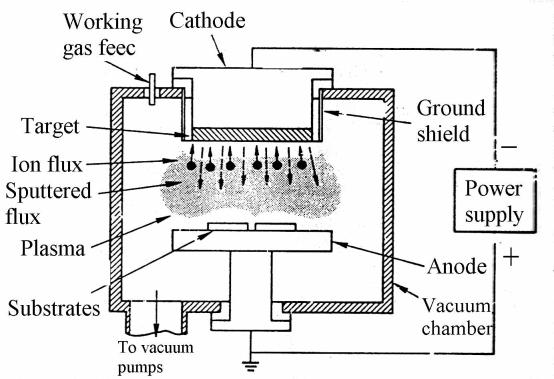 Working
gas feec
Cathode
Target
Ground
shield
Ion flux
Sputtered
flux
Plasma
−
Power
supply
+
Substrates
Anode
Vacuum
chamber
To vacuum
pumps